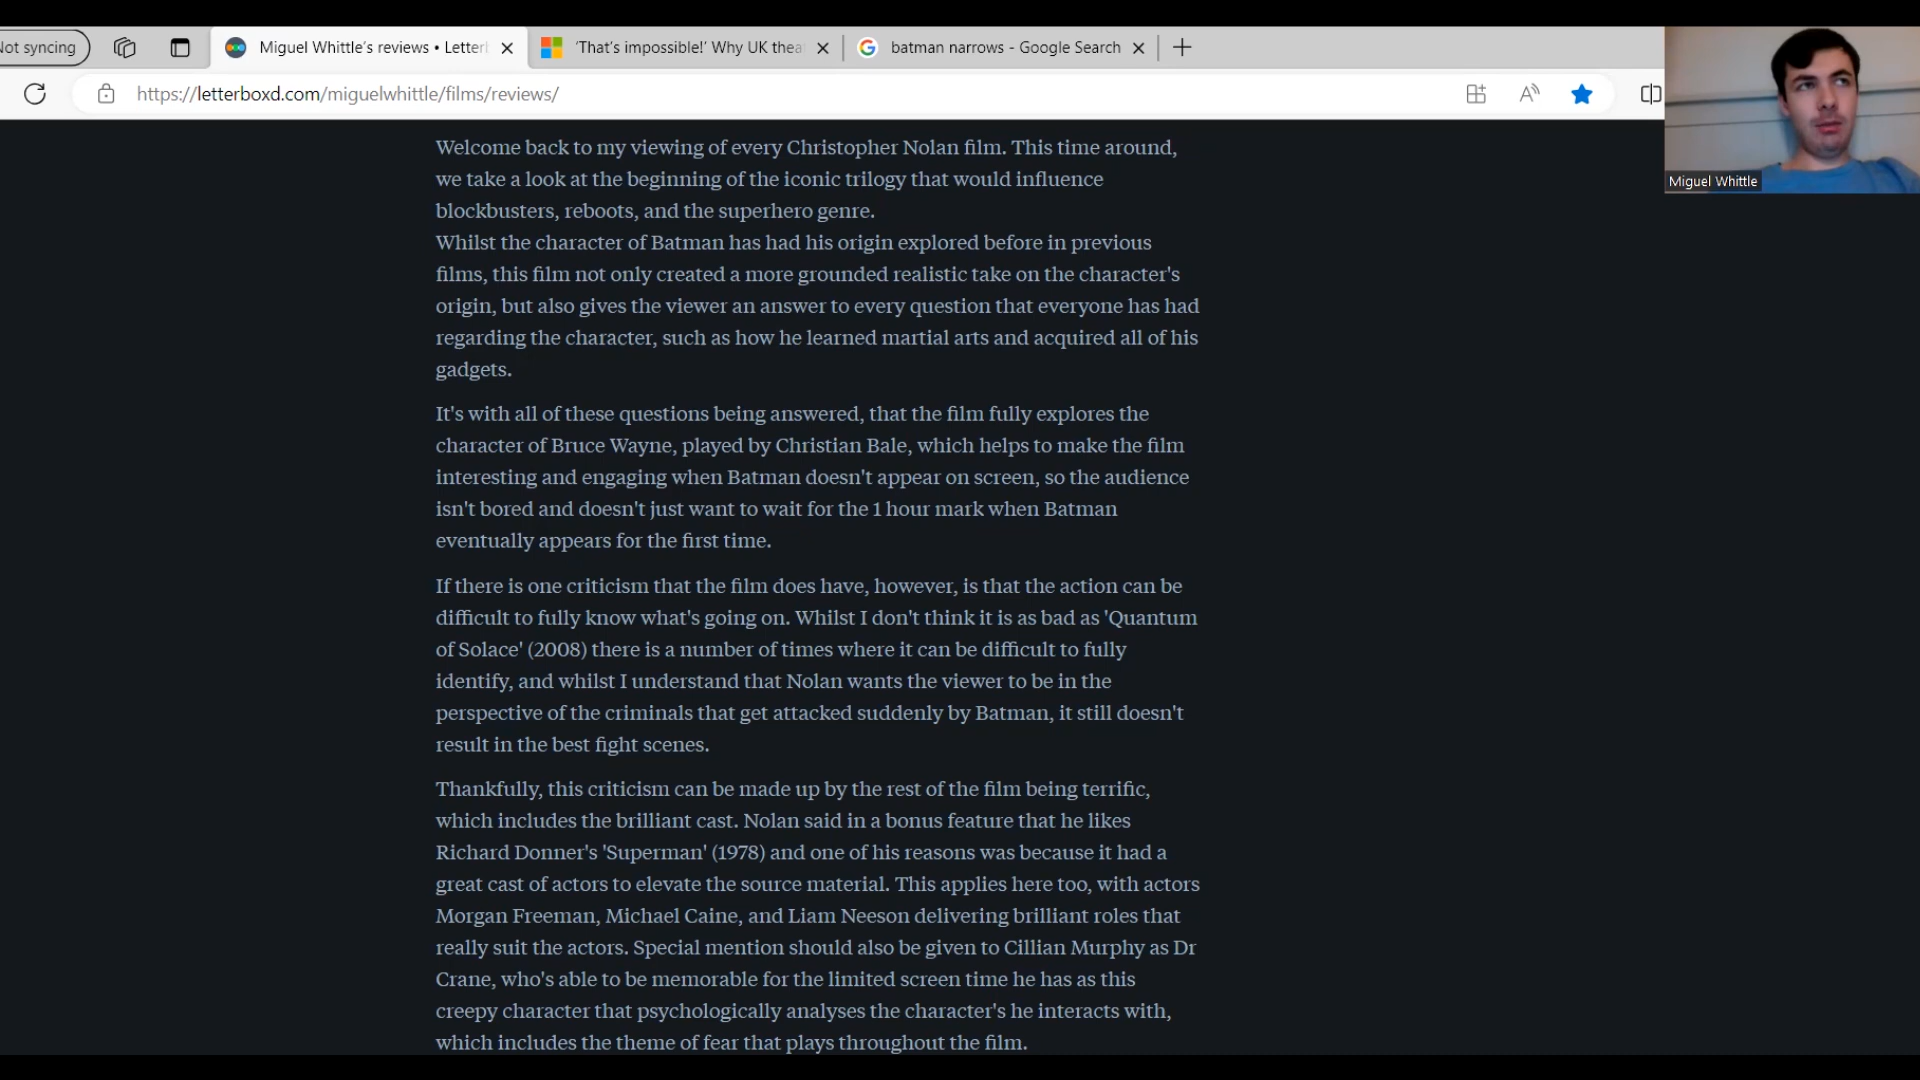 Not syncing
Miguel Whittle's reviews • Letter
'That's impossible!' Why UK thea
batman narrows - Google Search
https://letterboxd.com/miguelwhittle/films/reviews/
Miguel Whittle
Welcome back to my viewing of every Christopher Nolan film. This time around,
we take a look at the beginning of the iconic trilogy that would influence
blockbusters, reboots, and the superhero genre.
Whilst the character of Batman has had his origin explored before in previous
films, this film not only created a more grounded realistic take on the character's
origin, but also gives the viewer an answer to every question that everyone has had
regarding the character, such as how he learned martial arts and acquired all of his
gadgets.
It's with all of these questions being answered, that the film fully explores the
character of Bruce Wayne, played by Christian Bale, which helps to make the film
interesting and engaging when Batman doesn't appear on screen, so the audience
isn't bored and doesn't just want to wait for the 1 hour mark when Batman
eventually appears for the first time.
If there is one criticism that the film does have, however, is that the action can be
difficult to fully know what's going on. Whilst I don't think it is as bad as 'Quantum
of Solace' (2008) there is a number of times where it can be difficult to fully
identify, and whilst I understand that Nolan wants the viewer to be in the
perspective of the criminals that get attacked suddenly by Batman, it still doesn't
result in the best fight scenes.
Thankfully, this criticism can be made up by the rest of the film being terrific,
which includes the brilliant cast. Nolan said in a bonus feature that he likes
Richard Donner's 'Superman' (1978) and one of his reasons was because it had a
great cast of actors to elevate the source material. This applies here too, with actors
Morgan Freeman, Michael Caine, and Liam Neeson delivering brilliant roles that
really suit the actors. Special mention should also be given to Cillian Murphy as Dr
Crane, who's able to be memorable for the limited screen time he has as this
creepy character that psychologically analyses the character's he interacts with,
which includes the theme of fear that plays throughout the film.